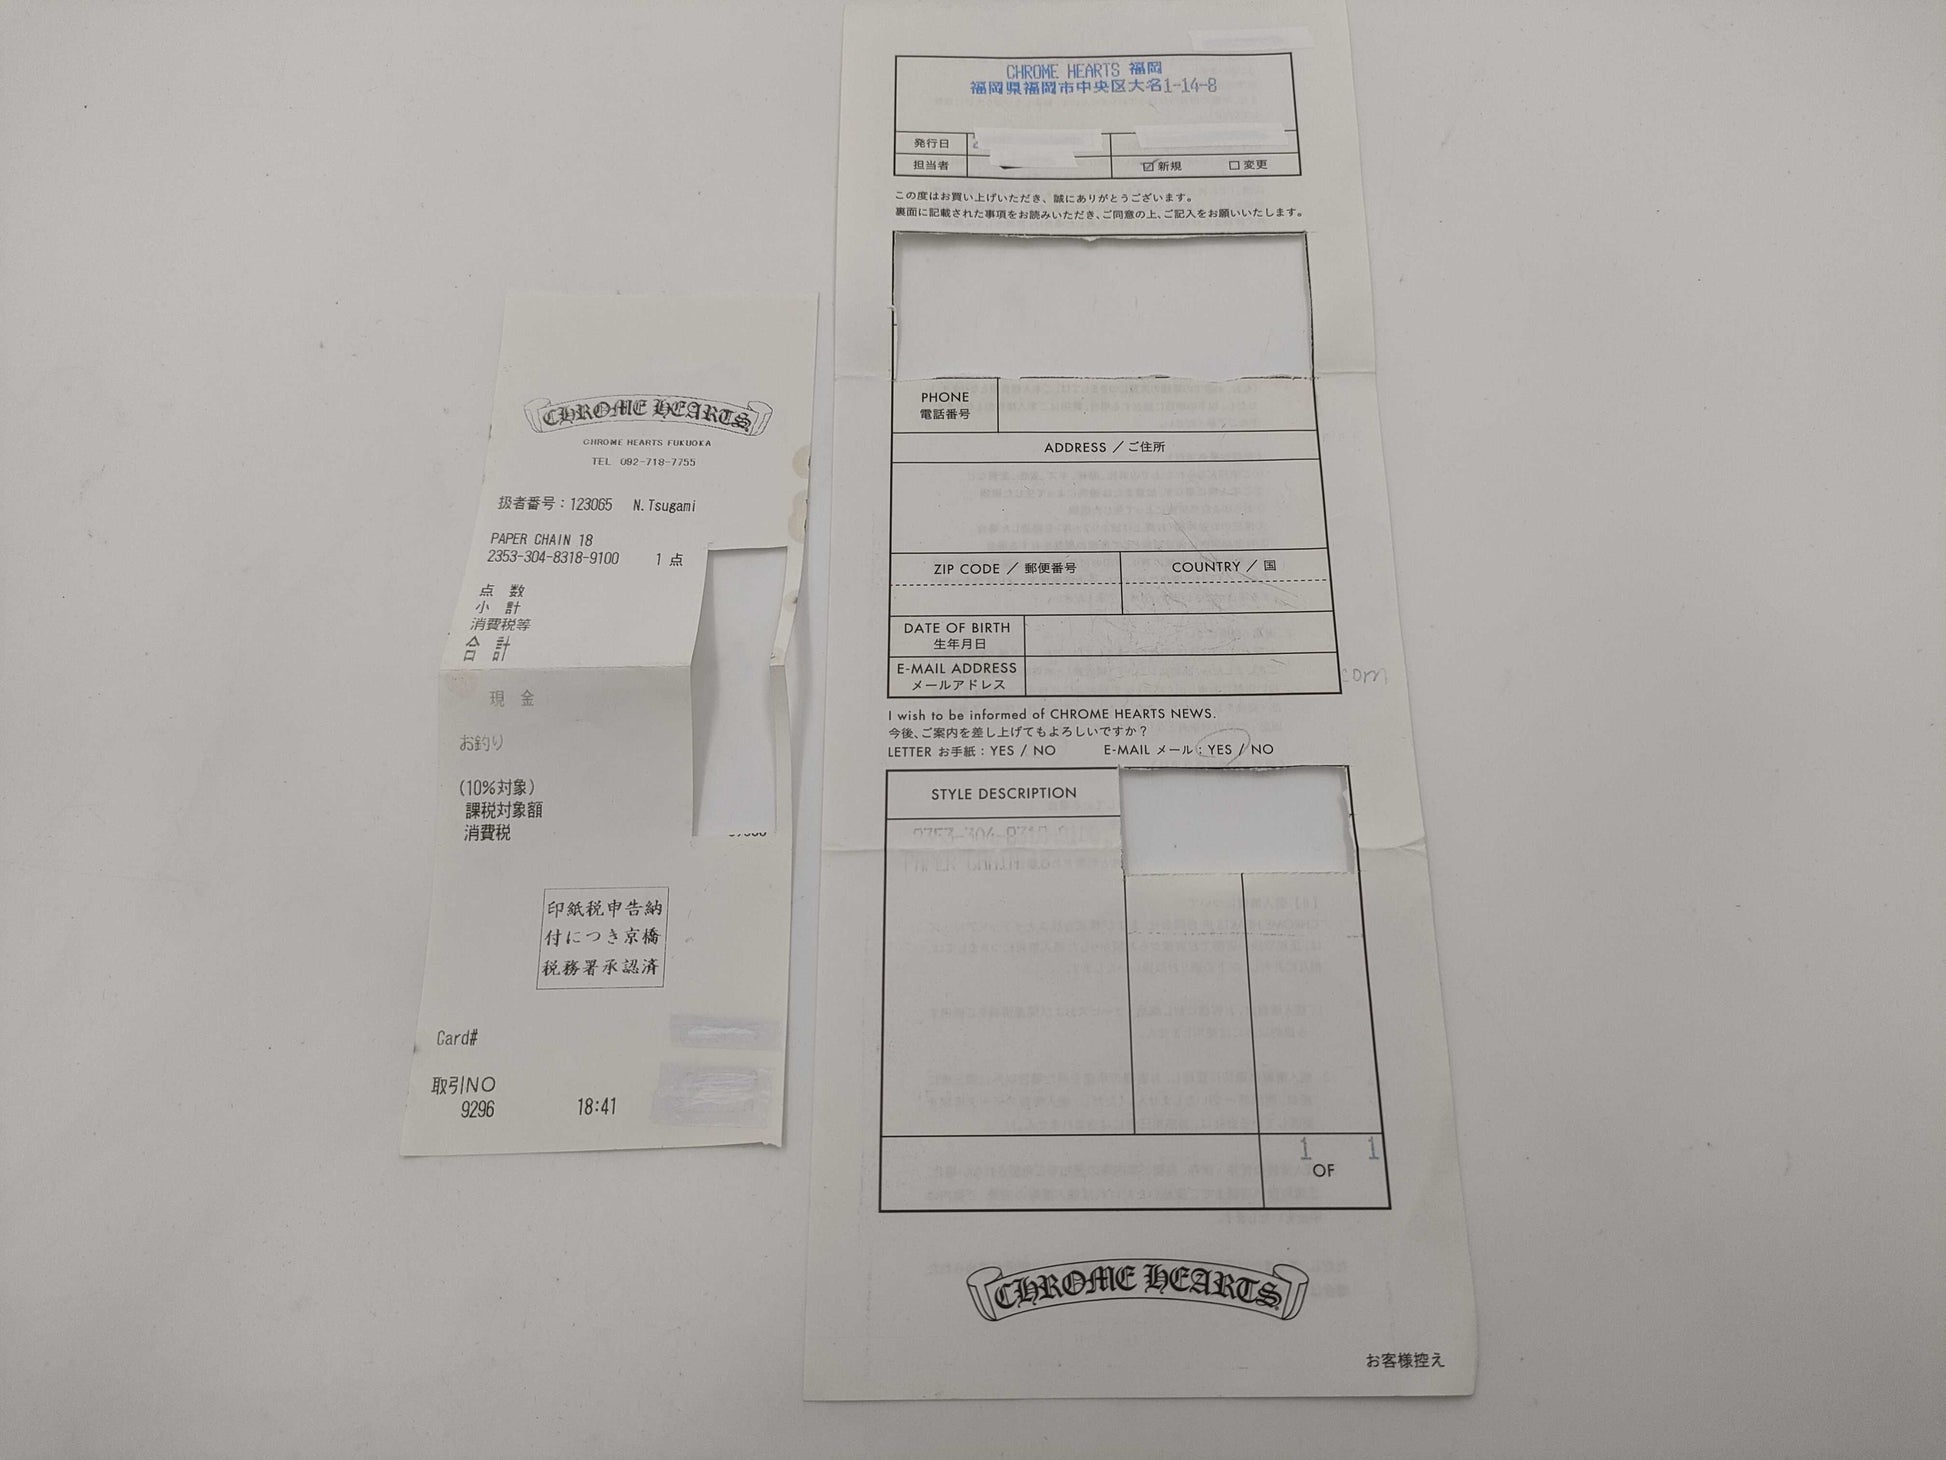 CHROME HEARTS
CHROME HEARTS FUKUOKA
TEL 092-718-7755
扱者番号：123065 N.Tsugami
PAPER CHAIN 18
2353-304-8318-9100 1 点
点 数
小 計
消費税等
合 計
現 金
お釣り
(10%対象)
課税対象額
消費税
印紙税申告納
付につき京橋
税務署承認済
Card#
取引NO
9296 18:41
CHROME HEARTS 福岡
福岡県福岡市中央区大名1-14-8
発行日
担当者 ☑新規 □変更
この度はお買い上げいただき、誠にありがとうございます。
裏面に記載された事項をお読みいただき、ご同意の上、ご記入をお願いいたします。
PHONE
電話番号
ADDRESS／ご住所
ZIP CODE／郵便番号 COUNTRY／国
DATE OF BIRTH
生年月日
E-MAIL ADDRESS
メールアドレス
com
I wish to be informed of CHROME HEARTS NEWS.
今後、ご案内を差し上げてもよろしいですか？
LETTER お手紙：YES / NO E-MAIL メール：YES / NO
STYLE DESCRIPTION
1 OF 1
CHROME HEARTS
お客様控え